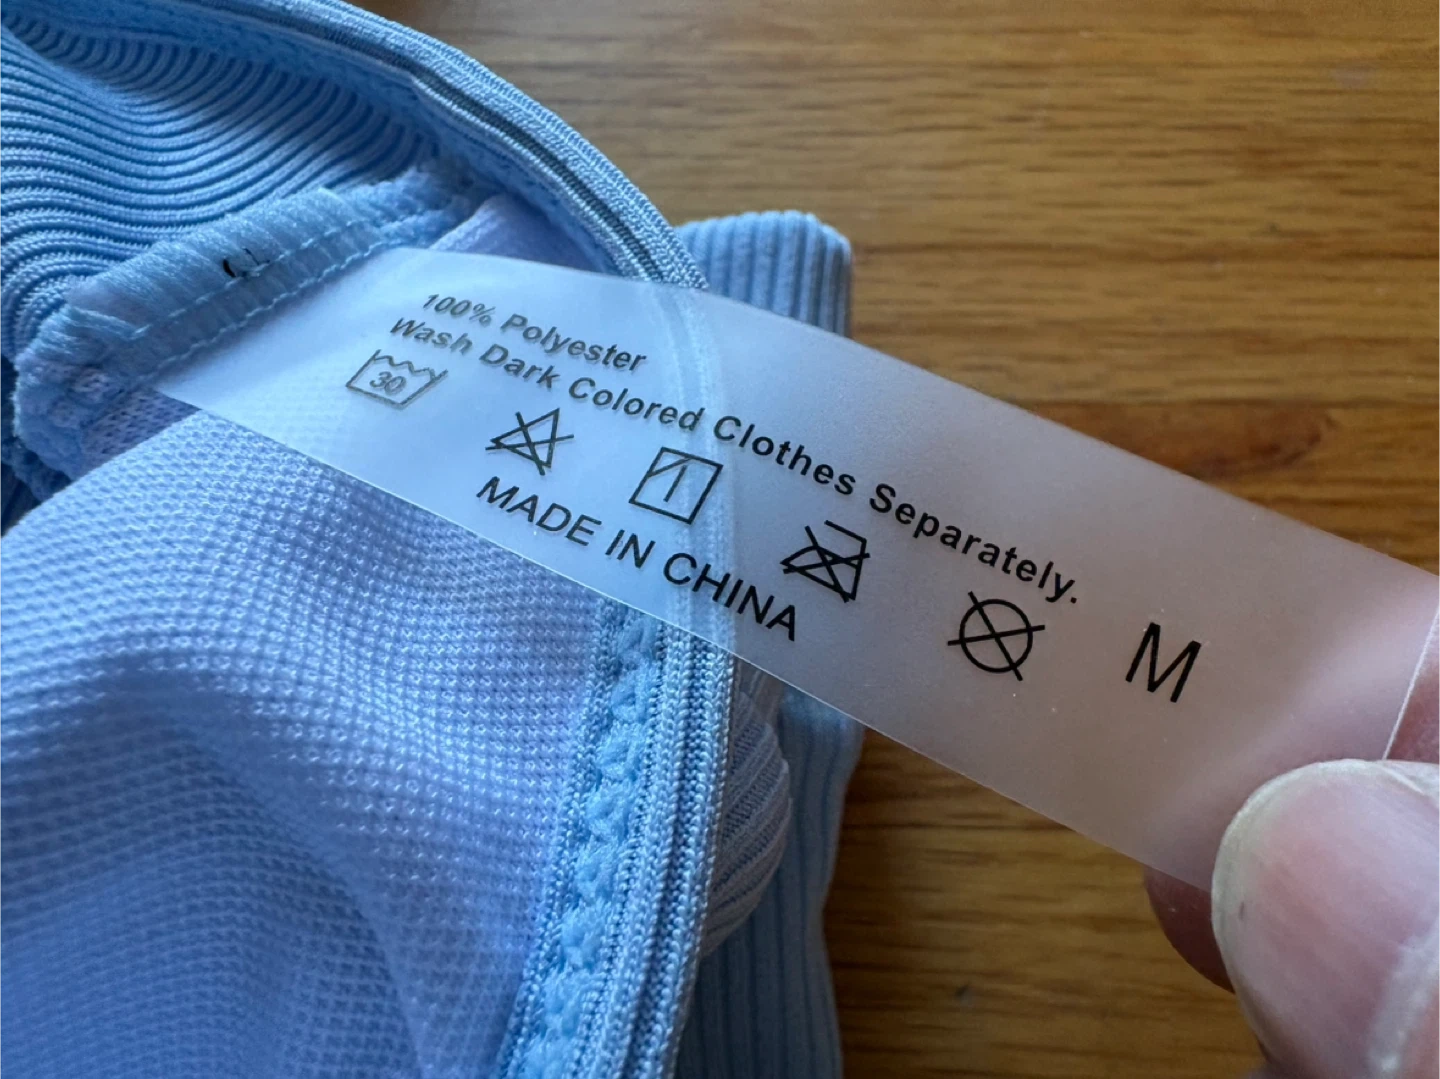 100% Polyester
Wash Dark Colored Clothes Separately.
30
MADE IN CHINA
M